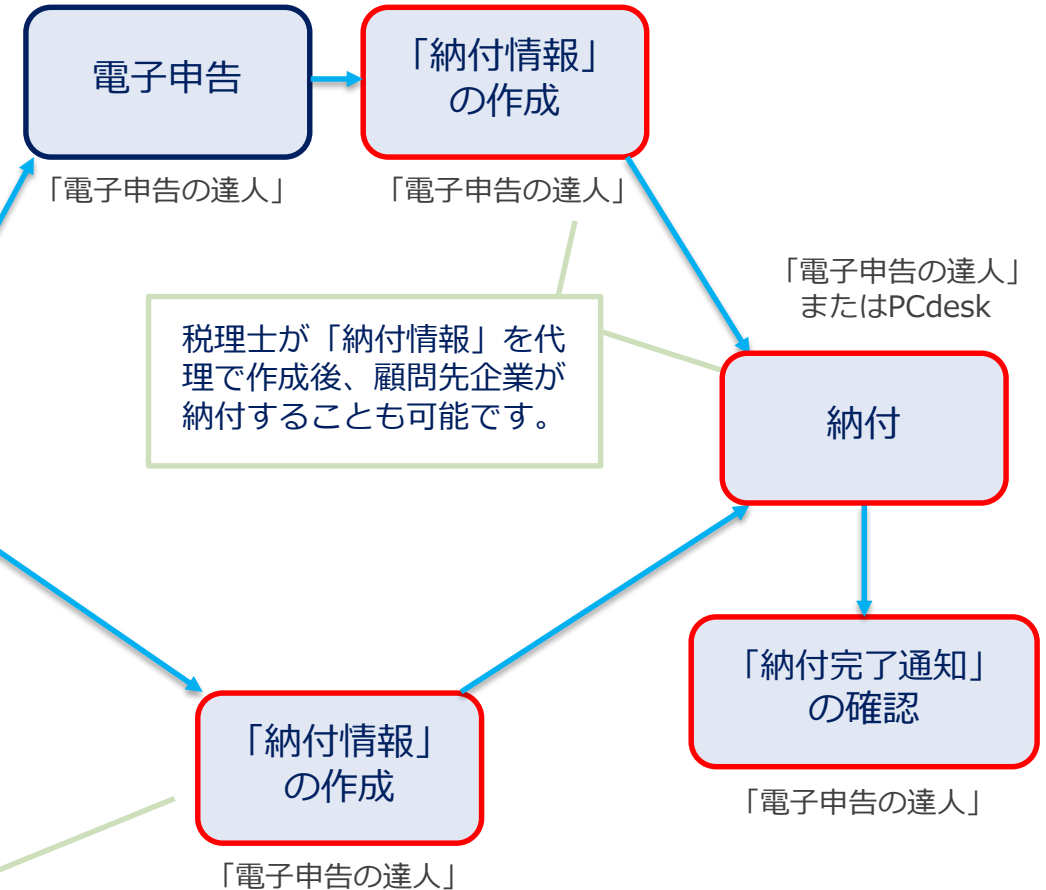 電子申告
「納付情報」
の作成
「電子申告の達人」
「電子申告の達人」
「電子申告の達人」
またはPCdesk
税理士が「納付情報」を代
理で作成後、顧問先企業が
納付することも可能です。
納付
「納付完了通知」
の確認
「電子申告の達人」
「納付情報」
の作成
「電子申告の達人」